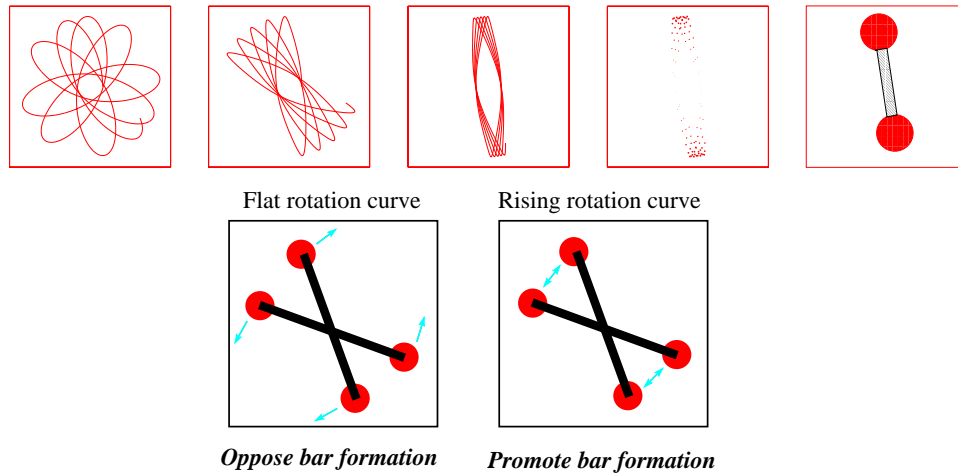 Flat rotation curve
Rising rotation curve
Oppose bar formation
Promote bar formation